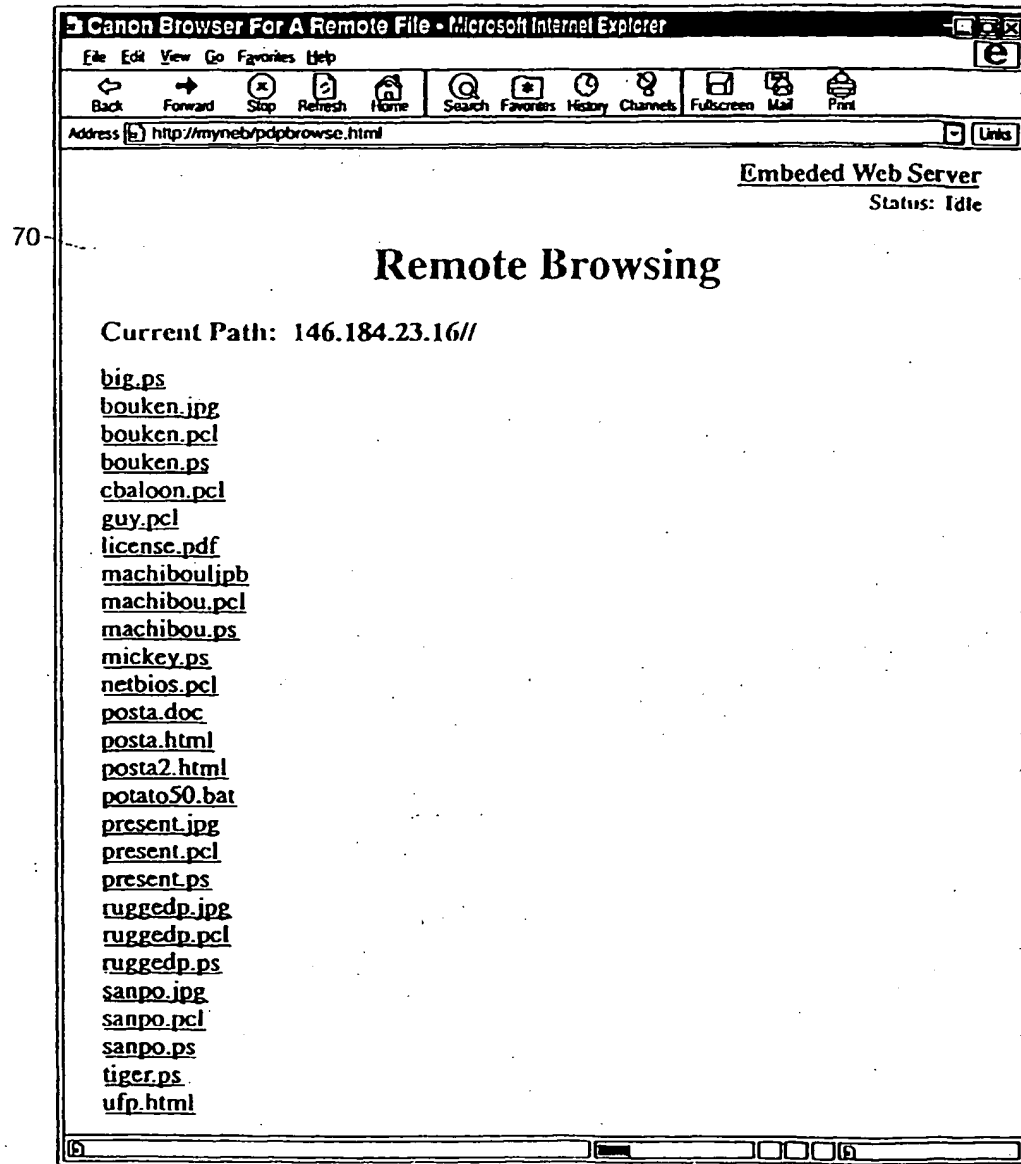 Canon Browser For A Remote File - Microsoft Internet Explorer
File Edit View Go Favorites Help
e
Back Forward Stop Refresh Home Search Favorites History Channels Fullscreen Mail Print
Address http://myneb/pdpbrowse.html Links
Embeded Web Server
Status: Idle
70
Remote Browsing
Current Path: 146.184.23.16//
big.ps
bouken.jpg
bouken.pcl
bouken.ps
cbaloon.pcl
guy.pcl
license.pdf
machibouljpb
machibou.pcl
machibou.ps
mickey.ps
netbios.pcl
posta.doc
posta.html
posta2.html
potato50.bat
present.jpg
present.pcl
present.ps
ruggedp.jpg
ruggedp.pcl
ruggedp.ps
sanpo.jpg
sanpo.pcl
sanpo.ps
tiger.ps
ufp.html